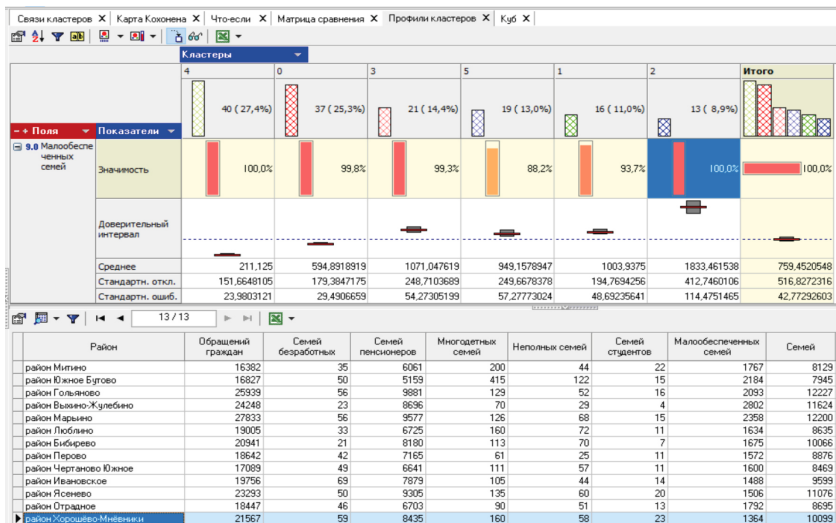 Связи кластеров X Карта Кохонена X Что-если X Матрица сравнения X Профили кластеров X Куб X
Кластеры
4 0 3 5 1 2 Итого
40 (27,4%) 37 (25,3%) 21 (14,4%) 19 (13,0%) 16 (11,0%) 13 ( 8,9%)
− + Поля Показатели
9.0 Малообеспе
ченных
семей
Значимость 100,0% 99,8% 99,3% 88,2% 93,7% 100,0% 100,0%
Доверительный
интервал
Среднее 211,125 594,8918919 1071,047619 949,1578947 1003,9375 1833,461538 759,4520548
Стандартн. откл. 151,6648105 179,3847175 248,7103689 249,6678378 194,7694256 412,7460106 516,8272316
Стандартн. ошиб. 23,9803121 29,4906659 54,27305199 57,27773024 48,69235641 114,4751465 42,77292603
13 / 13
Район Обращений граждан Семей безработных Семей пенсионеров Многодетных семей Неполных семей Семей студентов Малообеспеченных семей Семей
район Митино 16382 35 6061 200 44 22 1767 8129
район Южное Бутово 16827 50 5159 415 122 15 2184 7945
район Гольяново 25939 56 9881 129 52 16 2093 12227
район Выхино-Жулебино 24248 23 8696 70 29 4 2802 11624
район Марьино 27833 56 9577 126 68 15 2358 12200
район Люблино 19005 33 6725 160 72 11 1634 8635
район Бибирево 20941 21 8180 113 70 7 1675 10066
район Перово 18642 42 7165 61 25 11 1572 8876
район Чертаново Южное 17089 49 6641 111 57 11 1600 8469
район Ивановское 19756 69 7879 105 44 14 1488 9599
район Ясенево 23293 50 9305 135 60 20 1506 11076
район Отрадное 18447 46 6703 90 51 13 1792 8695
район Хорошёво-Мнёвники 21567 59 8435 160 58 23 1364 10099